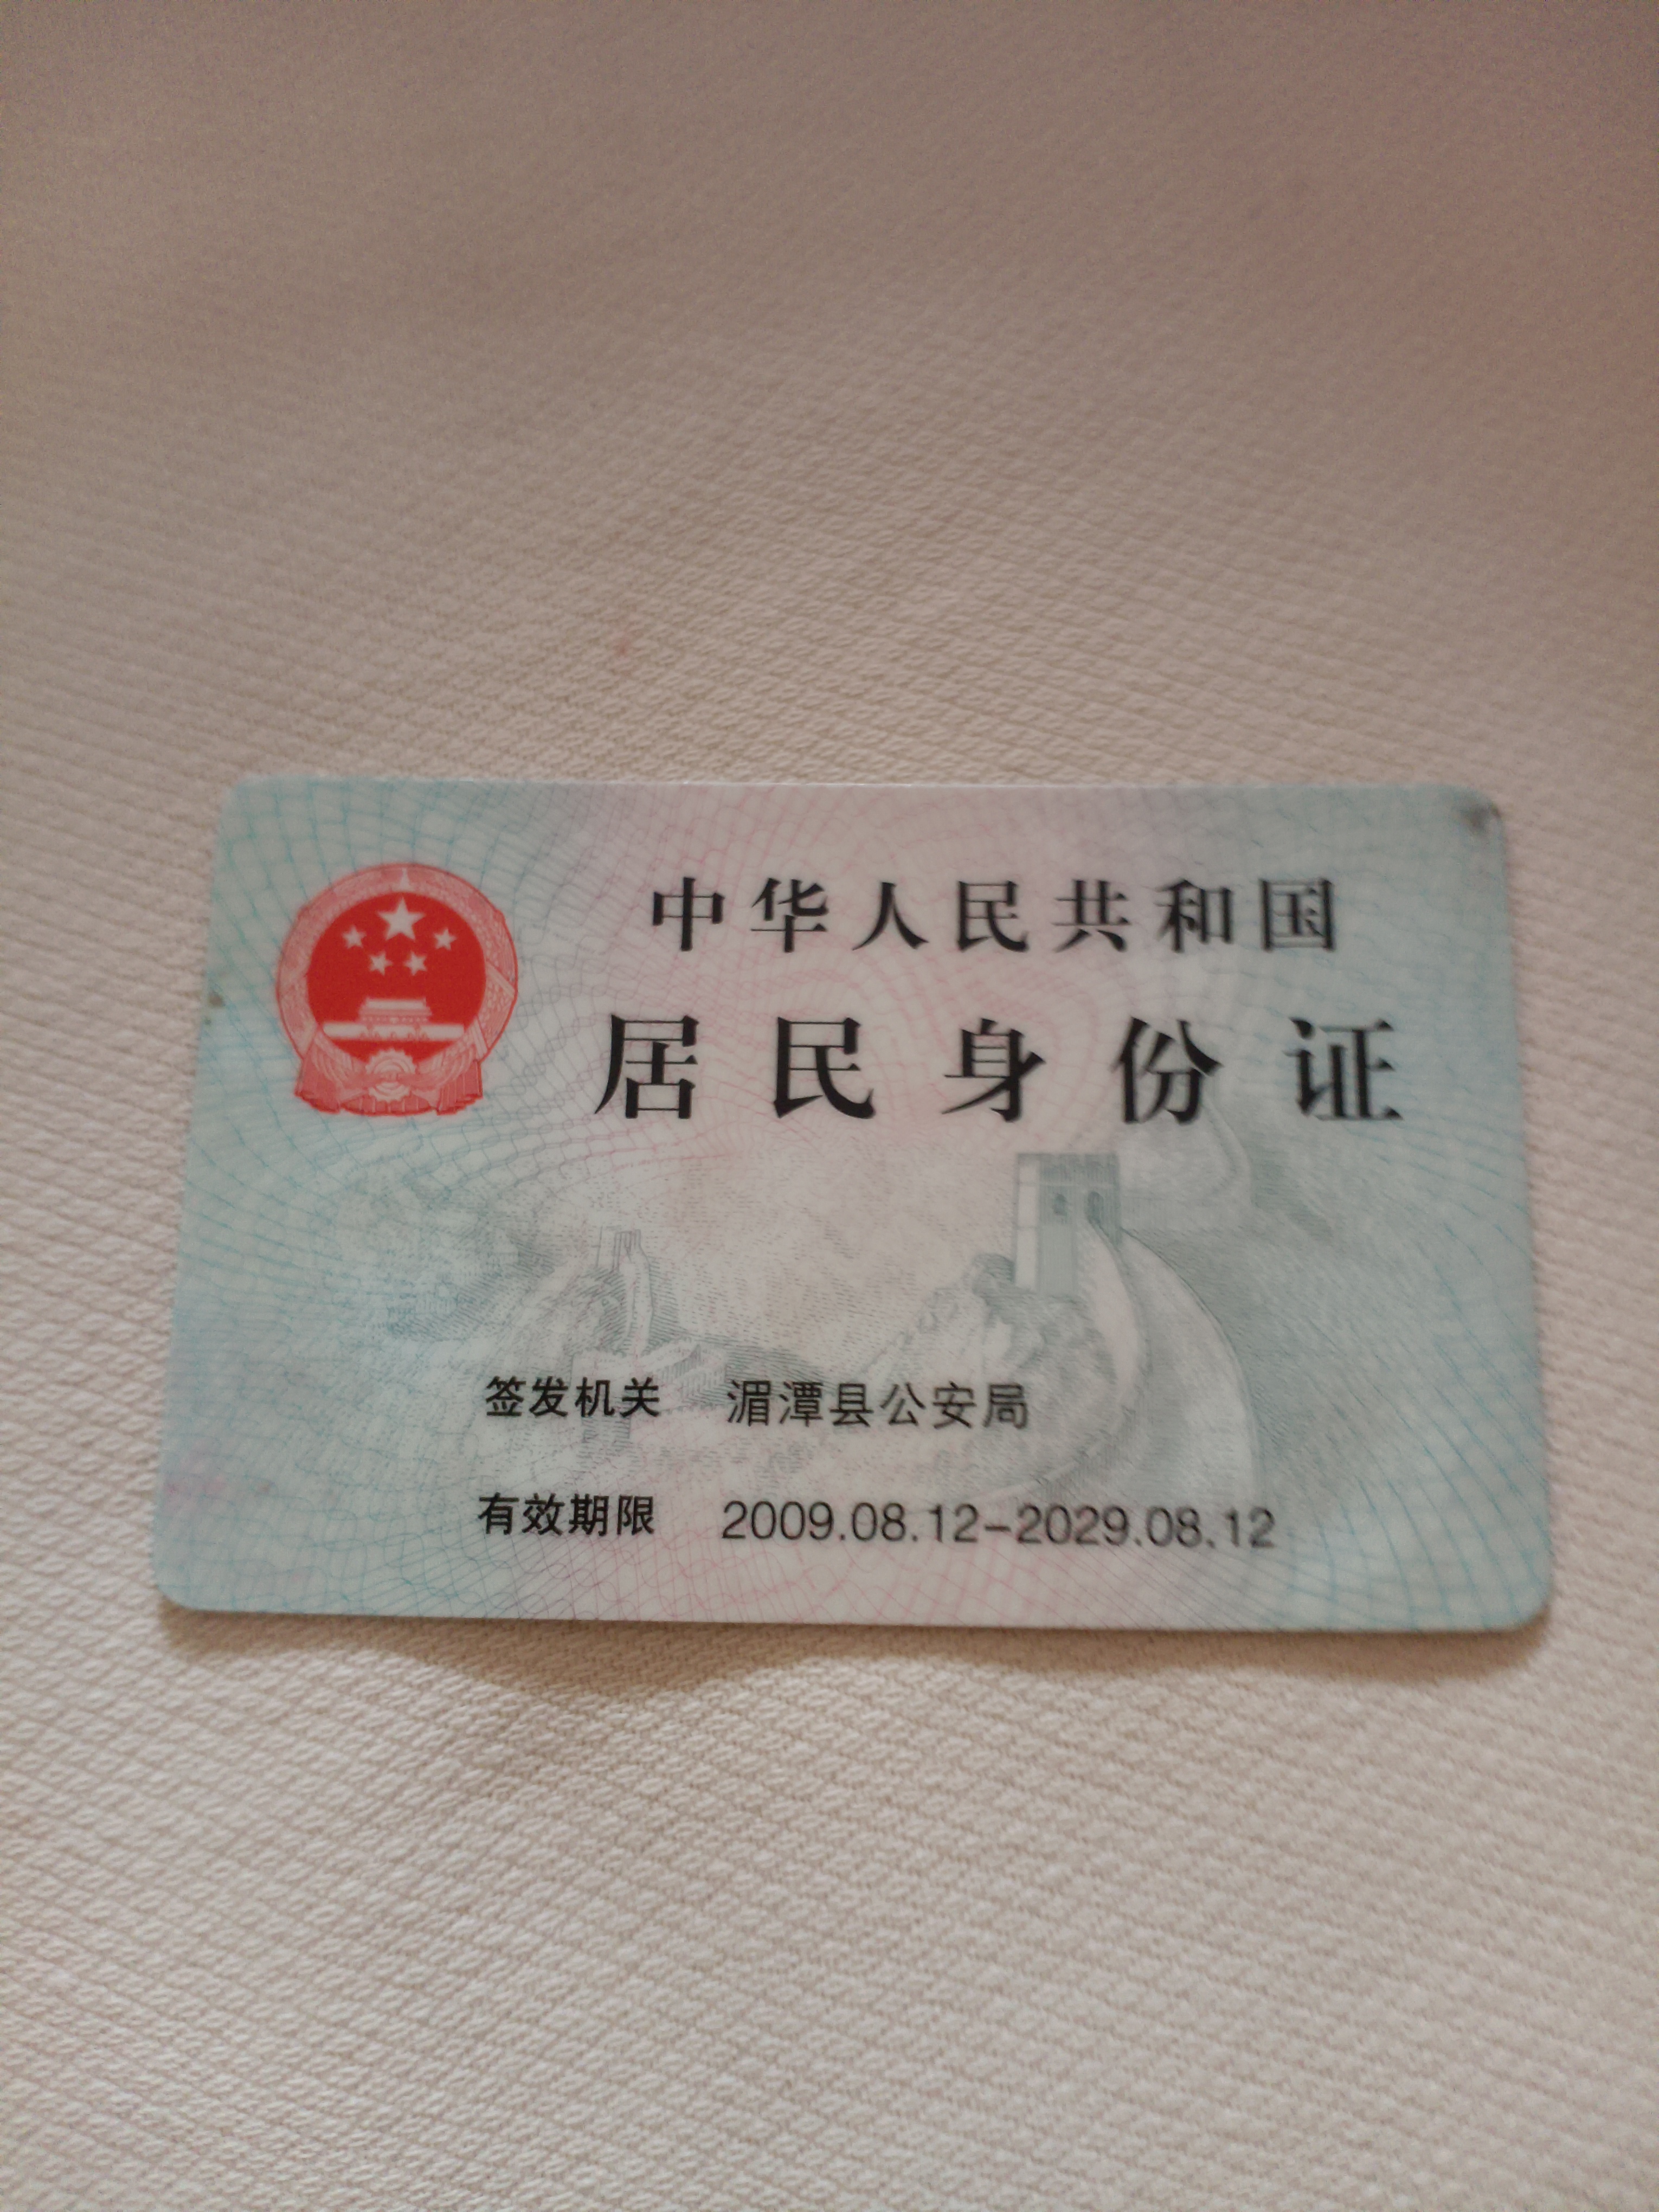 中华人民共和国
居民身份证
签发机关 湄潭县公安局
有效期限 2009.08.12-2029.08.12